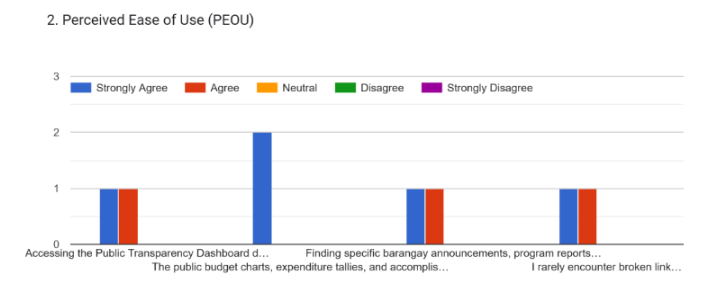 2. Perceived Ease of Use (PEOU)
3
Strongly Agree Agree Neutral Disagree Strongly Disagree
2
1
0
Accessing the Public Transparency Dashboard d… Finding specific barangay announcements, program reports…
The public budget charts, expenditure tallies, and accomplis… I rarely encounter broken link…